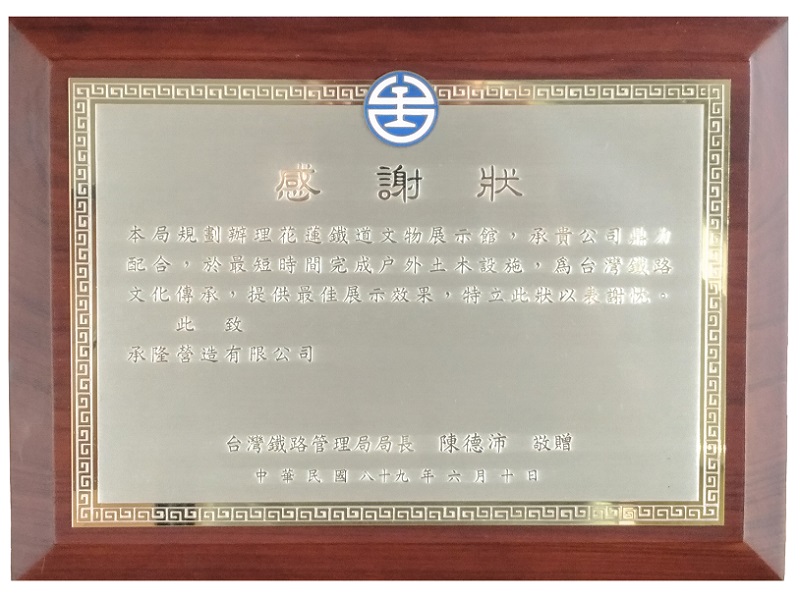 感謝狀
本局規劃辦理花蓮鐵道文物展示館，承貴公司鼎力
配合，於最短時間完成戶外土木設施，為台灣鐵路
文化傳承，提供最佳展示效果，特立此狀以表謝忱。
此 致
承隆營造有限公司
台灣鐵路管理局局長 陳德沛 敬贈
中華民國八十九年六月十日